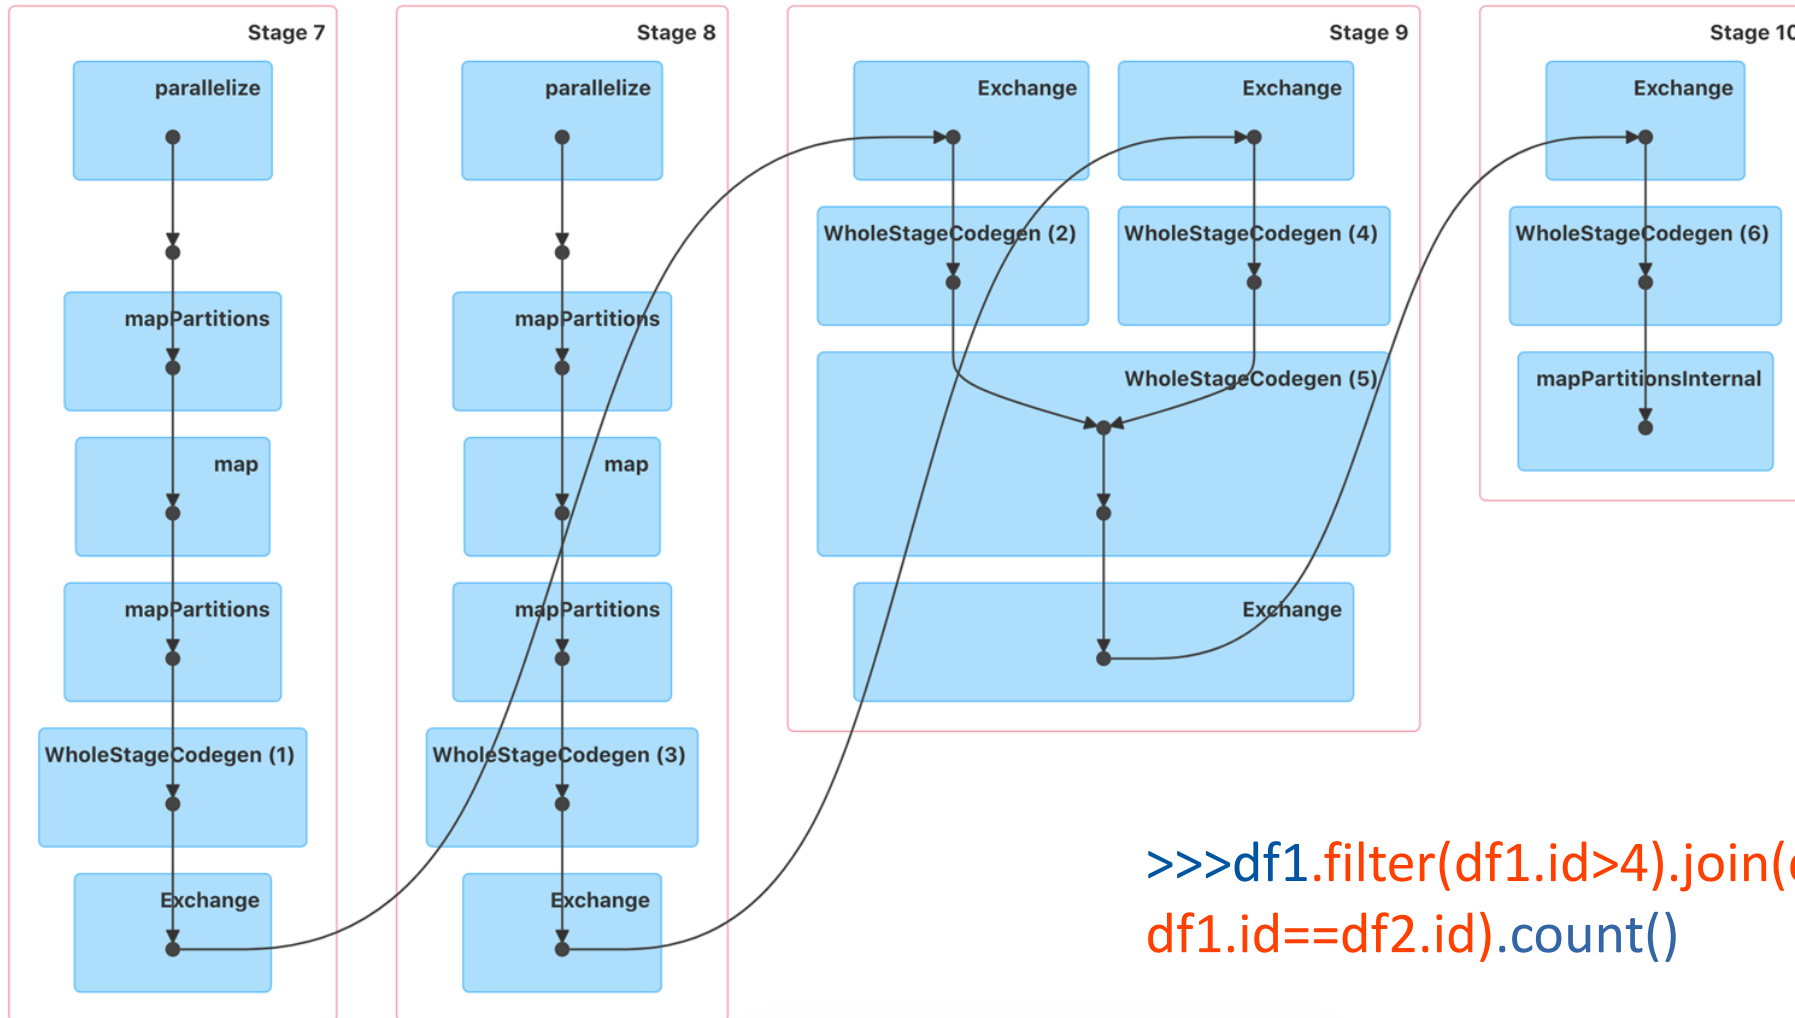 Stage 7
parallelize
mapPartitions
map
mapPartitions
WholeStageCodegen (1)
Exchange
Stage 8
parallelize
mapPartitions
map
mapPartitions
WholeStageCodegen (3)
Exchange
Stage 9
Exchange
Exchange
WholeStageCodegen (2)
WholeStageCodegen (4)
WholeStageCodegen (5)
Exchange
Stage 10
Exchange
WholeStageCodegen (6)
mapPartitionsInternal
>>>df1.filter(df1.id>4).join(
df1.id==df2.id).count()